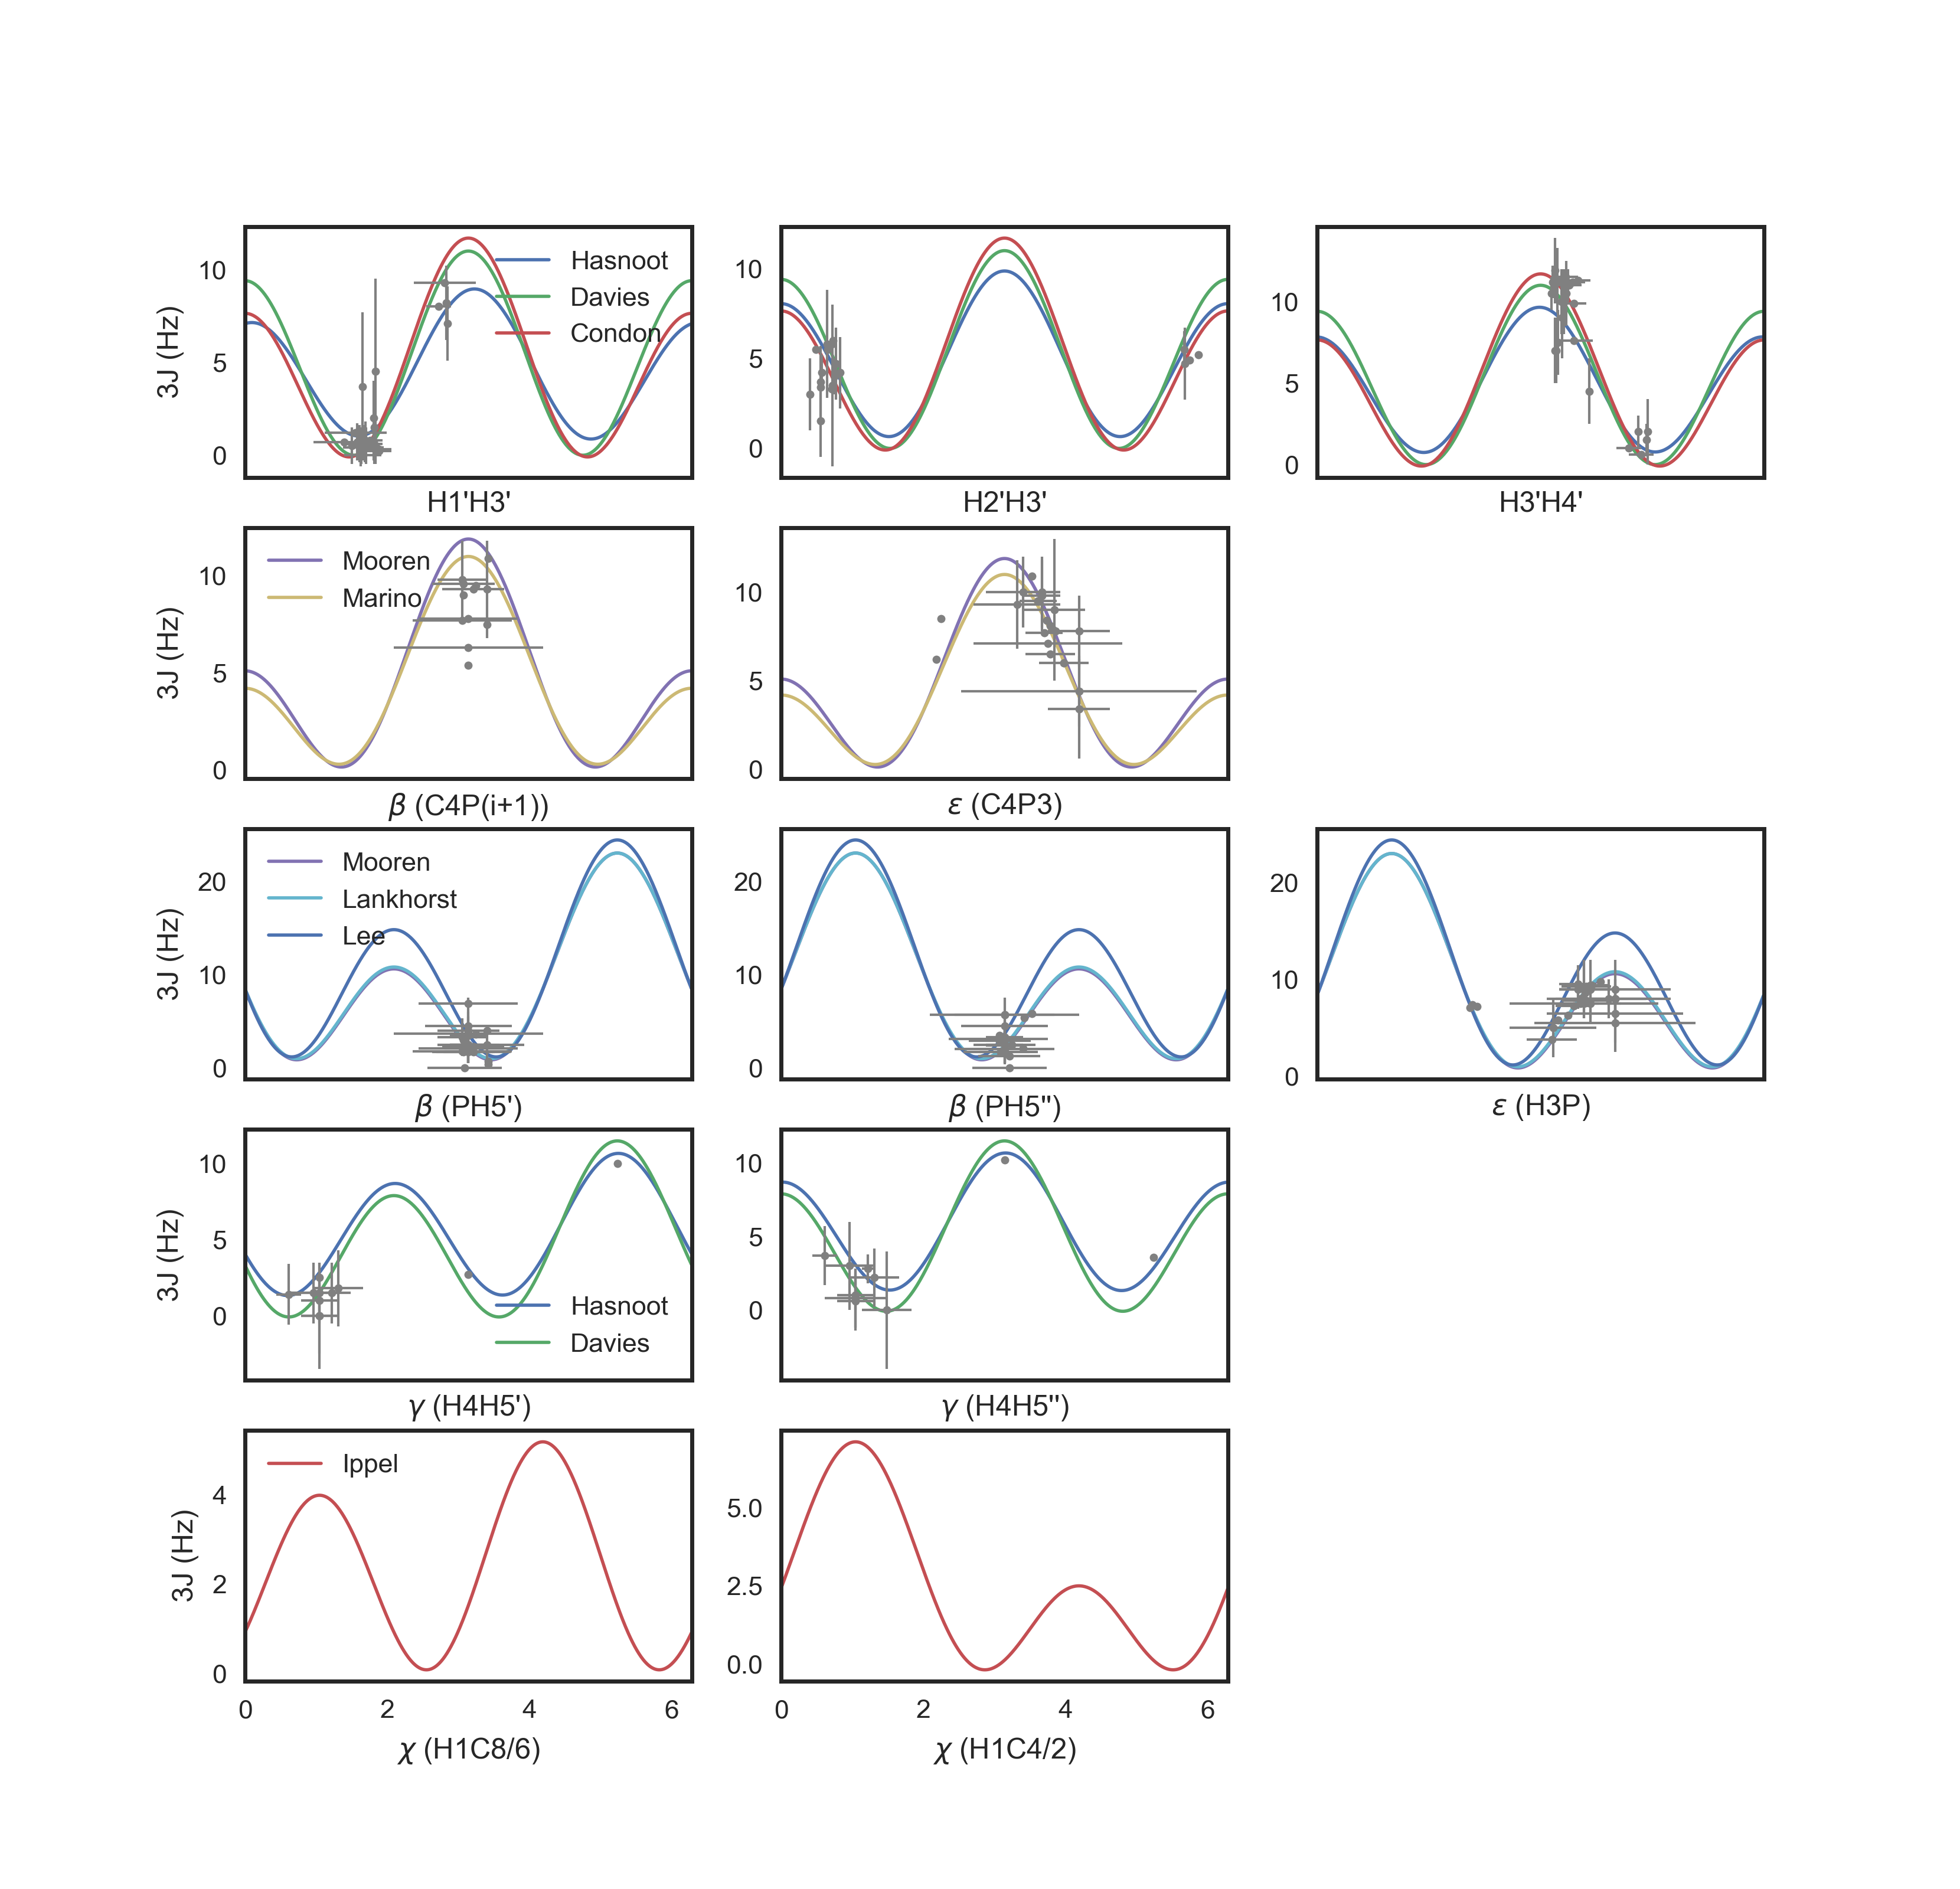 3J (Hz)
10
5
0
Hasnoot
Davies
Condon
H1'H3'
10
5
0
H2'H3'
10
5
0
H3'H4'
3J (Hz)
10
5
0
Mooren
Marino
β (C4P(i+1))
10
5
0
ε (C4P3)
3J (Hz)
20
10
0
Mooren
Lankhorst
Lee
β (PH5')
20
10
0
β (PH5'')
20
10
0
ε (H3P)
3J (Hz)
10
5
0
Hasnoot
Davies
γ (H4H5')
10
5
0
γ (H4H5'')
3J (Hz)
4
2
0
Ippel
0 2 4 6
χ (H1C8/6)
5.0
2.5
0.0
0 2 4 6
χ (H1C4/2)